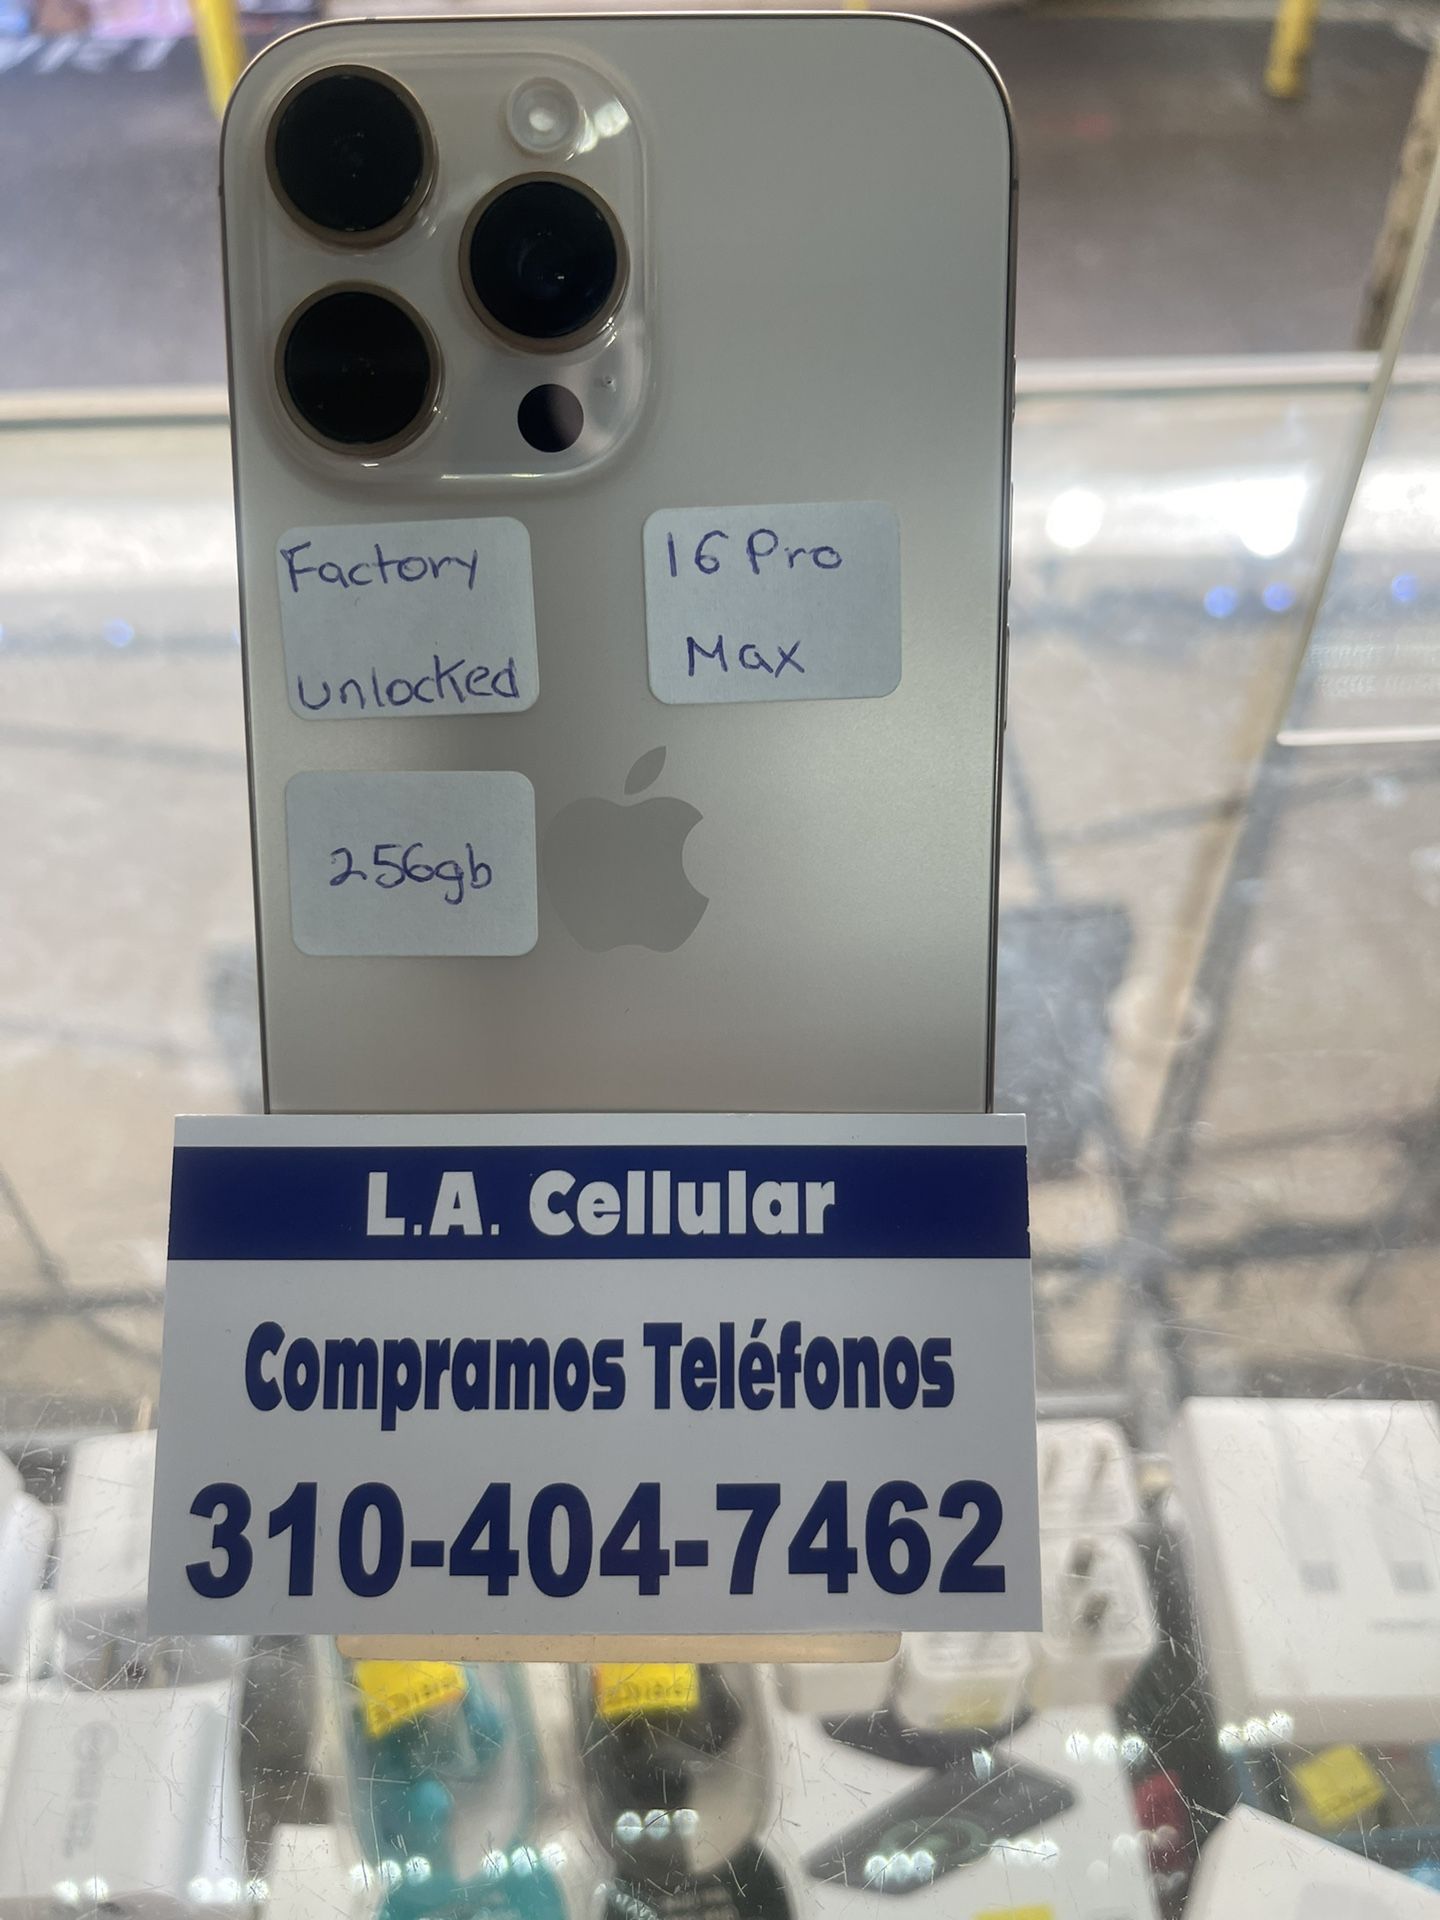 Factory
unlocked
16 Pro
Max
256gb
L.A. Cellular
Compramos Teléfonos
310-404-7462